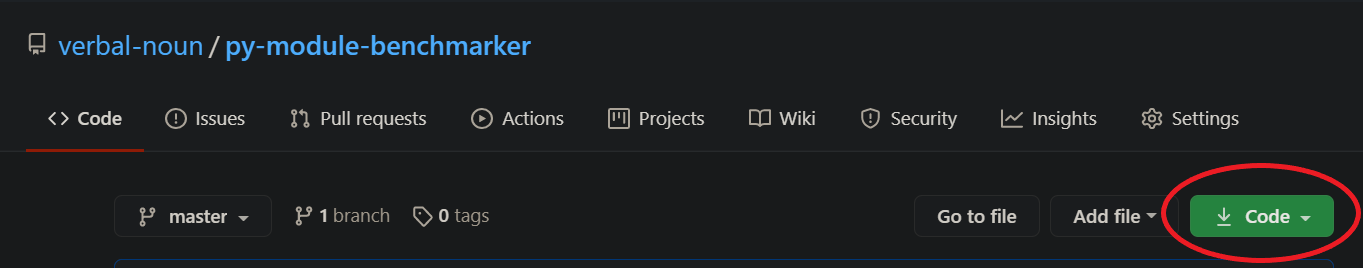 verbal-noun / py-module-benchmarker
<> Code Issues Pull requests Actions Projects Wiki Security Insights Settings
master 1 branch 0 tags Go to file Add file Code